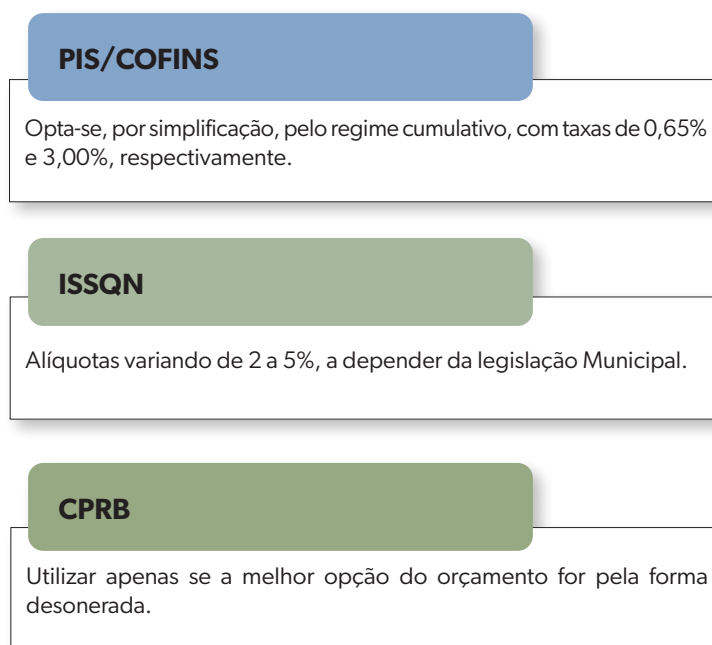 PIS/COFINS
Opta-se, por simplificação, pelo regime cumulativo, com taxas de 0,65%
e 3,00%, respectivamente.
ISSQN
Alíquotas variando de 2 a 5%, a depender da legislação Municipal.
CPRB
Utilizar apenas se a melhor opção do orçamento for pela forma
desonerada.